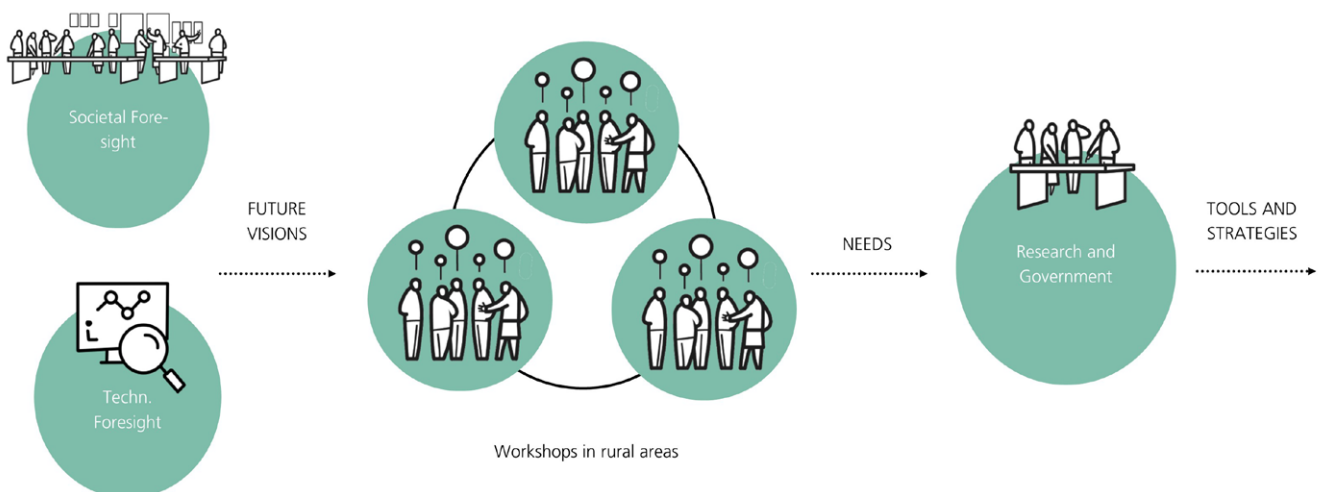 Societal Fore-
sight
Techn.
Foresight
FUTURE
VISIONS
Workshops in rural areas
NEEDS
Research and
Government
TOOLS AND
STRATEGIES